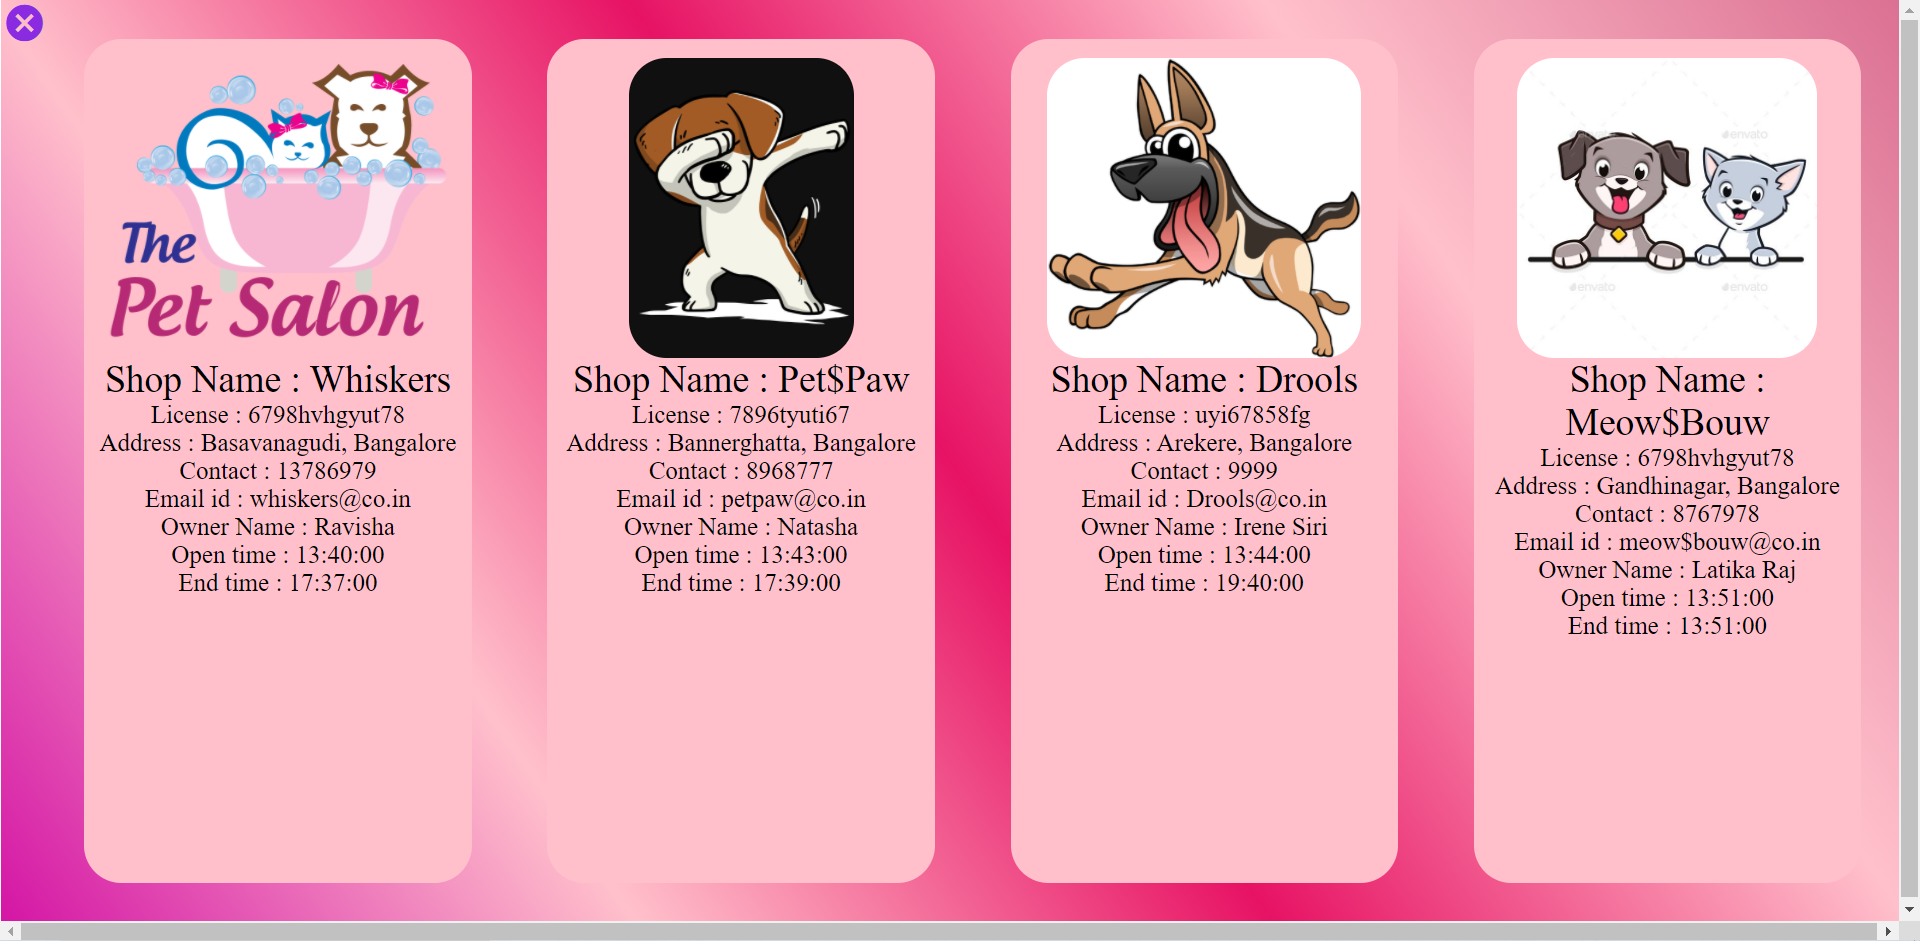 The
Pet Salon
Shop Name : Whiskers
License : 6798hvhgyut78
Address : Basavanagudi, Bangalore
Contact : 13786979
Email id : whiskers@co.in
Owner Name : Ravisha
Open time : 13:40:00
End time : 17:37:00
Shop Name : Pet$Paw
License : 7896tyuti67
Address : Bannerghatta, Bangalore
Contact : 8968777
Email id : petpaw@co.in
Owner Name : Natasha
Open time : 13:43:00
End time : 17:39:00
Shop Name : Drools
License : uyi67858fg
Address : Arekere, Bangalore
Contact : 9999
Email id : Drools@co.in
Owner Name : Irene Siri
Open time : 13:44:00
End time : 19:40:00
envato
envato
envato
envato
Shop Name :
Meow$Bouw
License : 6798hvhgyut78
Address : Gandhinagar, Bangalore
Contact : 8767978
Email id : meow$bouw@co.in
Owner Name : Latika Raj
Open time : 13:51:00
End time : 13:51:00